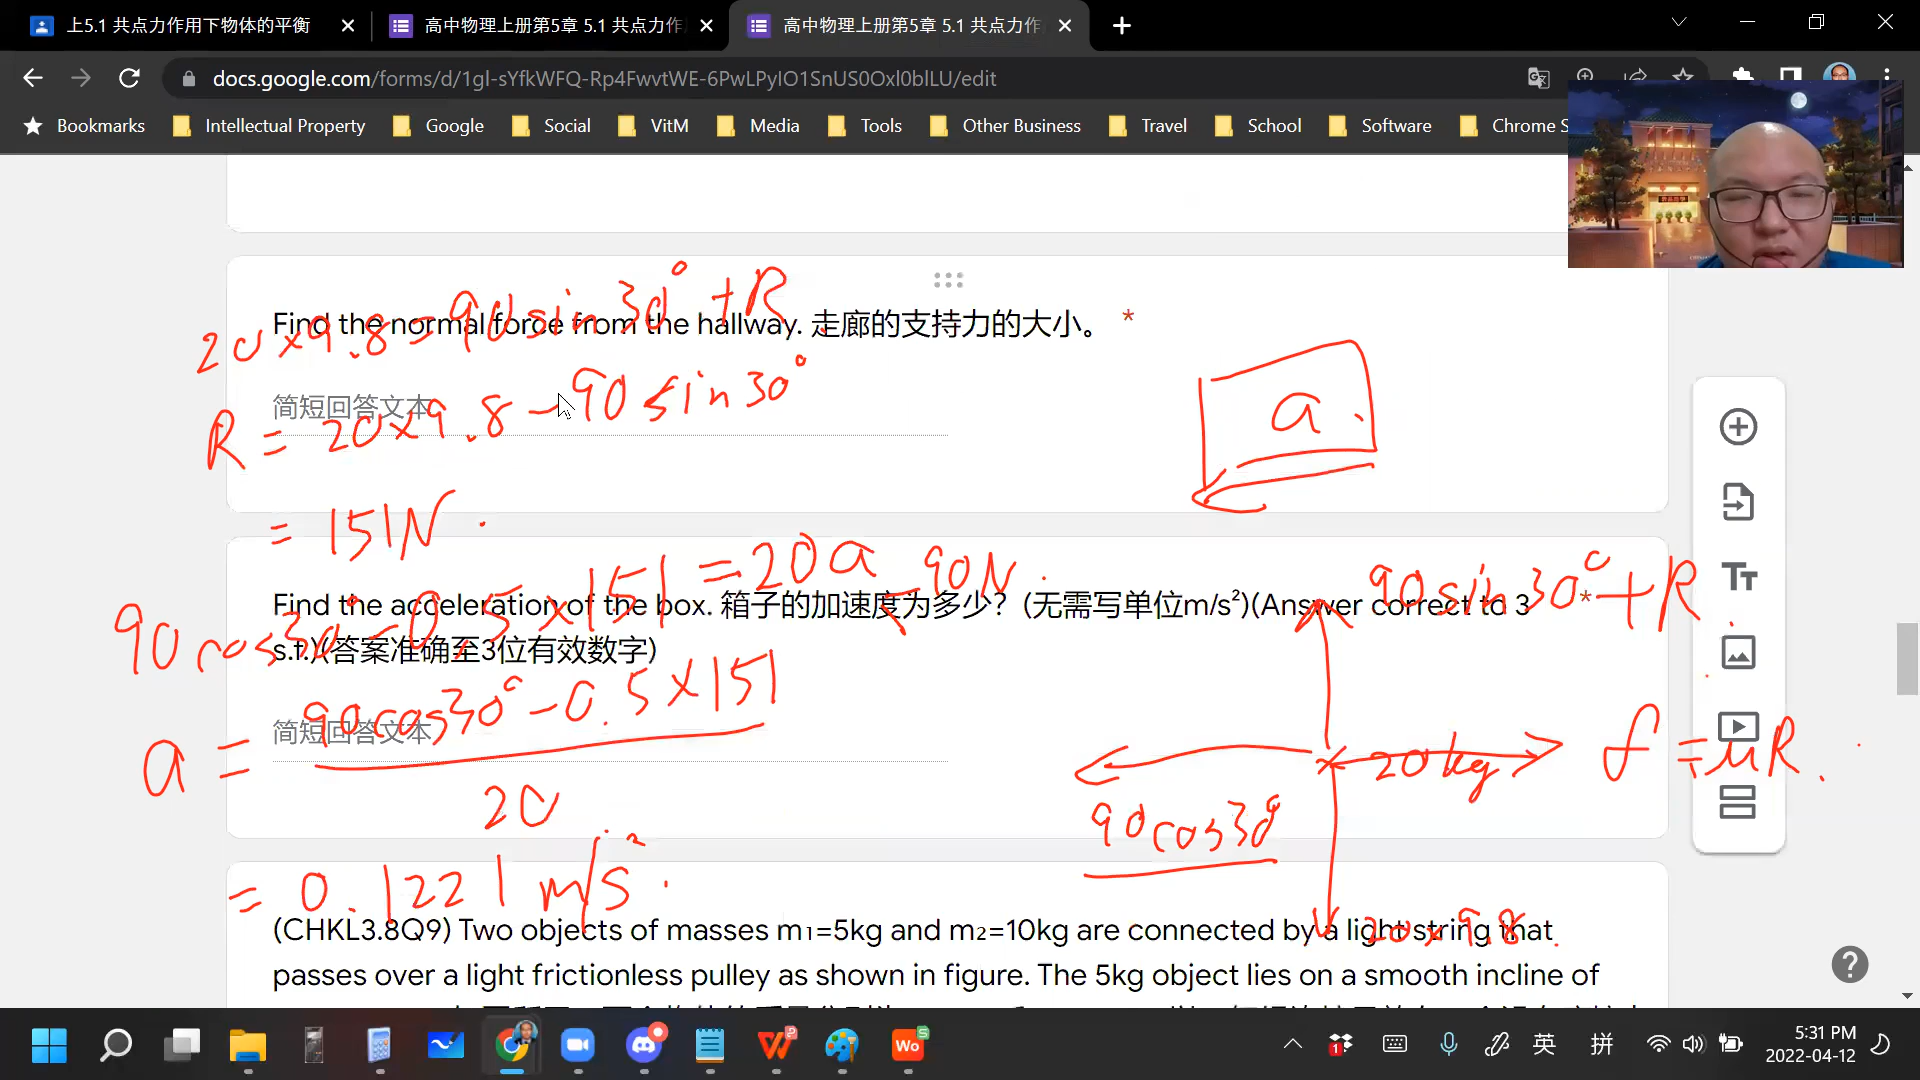 上5.1 共点力作用下物体的平衡
高中物理上册第5章 5.1 共点力作
高中物理上册第5章 5.1 共点力作
docs.google.com/forms/d/1gl-sYfkWFQ-Rp4FwvtWE-6PwLPyIO1SnUS0Oxl0blLU/edit
Bookmarks Intellectual Property Google Social VitM Media Tools Other Business Travel School Software Chrome S
20×9.8=90sin30°+R
Find the normal force from the hallway. 走廊的支持力的大小。 *
简短回答文本
R = 20×9.8-90sin30°
= 151N.
a
90cos30°-0.5×151=20a
90N.
Find the acceleration of the box. 箱子的加速度为多少？(无需写单位m/s²)(Answer correct to 3 *
s.f.)(答案准确至3位有效数字)
90sin30°+R
简短回答文本
a = 90cos30°-0.5×151
20
20kg
f=μR.
90cos30°
= 0.1221 m/s².
20×9.8.
(CHKL3.8Q9) Two objects of masses m₁=5kg and m₂=10kg are connected by a light string that
passes over a light frictionless pulley as shown in figure. The 5kg object lies on a smooth incline of
Tт
英 拼
5:31 PM
2022-04-12